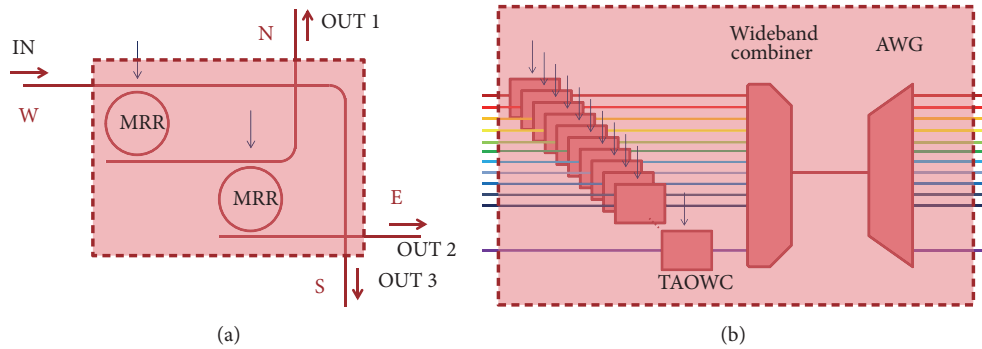 IN
W
N
OUT 1
MRR
MRR
E
OUT 2
S
OUT 3
(a)
Wideband
combiner
AWG
TAOWC
(b)